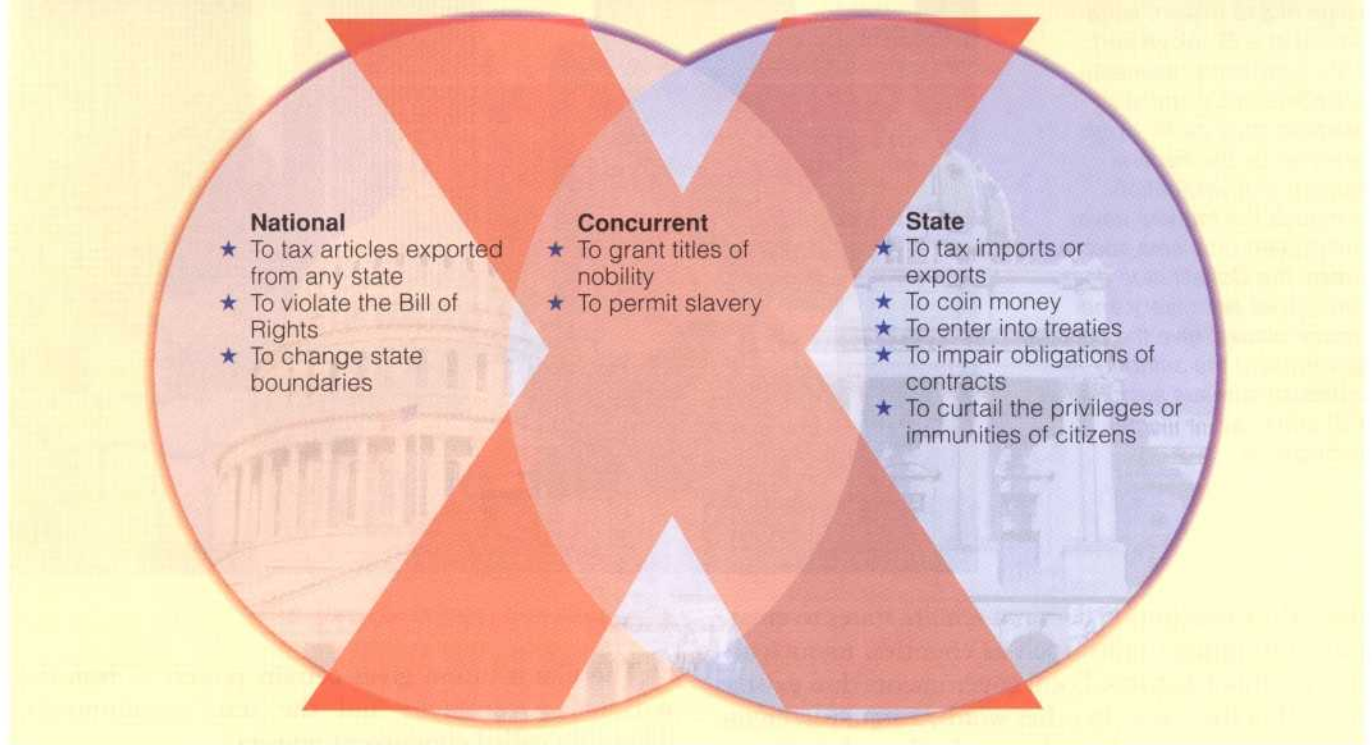 National
★ To tax articles exported
from any state
★ To violate the Bill of
Rights
★ To change state
boundaries
Concurrent
★ To grant titles of
nobility
★ To permit slavery
State
★ To tax imports or
exports
★ To coin money
★ To enter into treaties
★ To impair obligations of
contracts
★ To curtail the privileges or
immunities of citizens